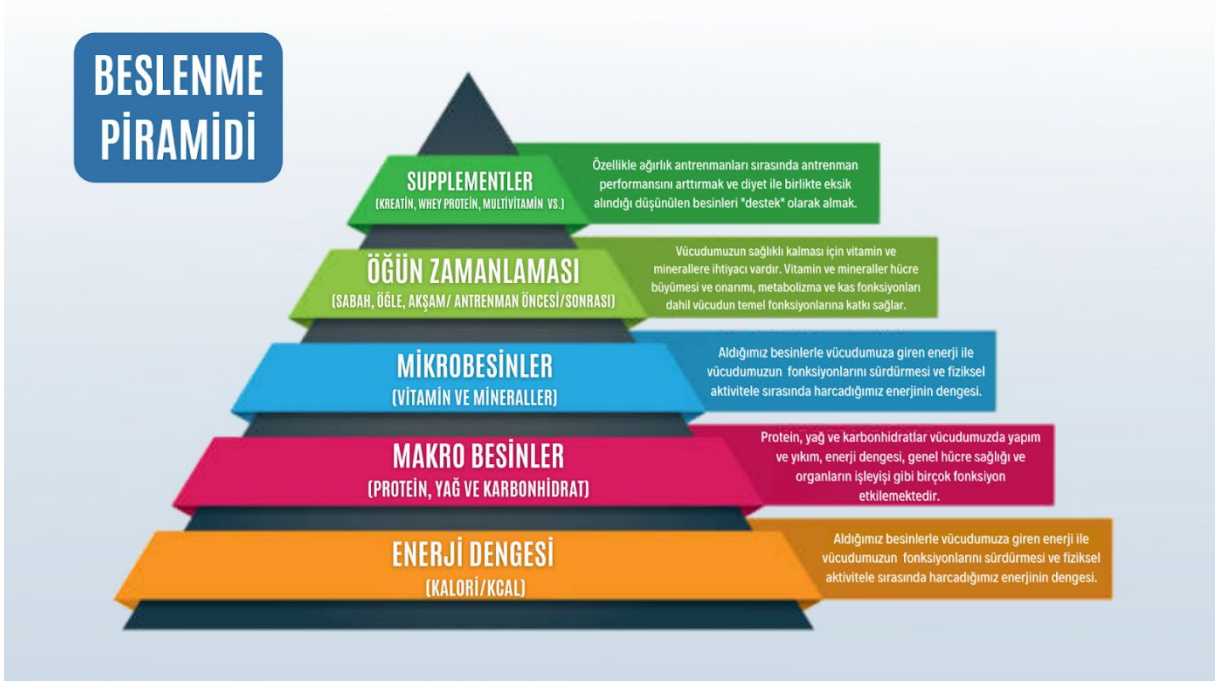 BESLENME
PİRAMİDİ
SUPPLEMENTLER
(KREATİN, WHEY PROTEİN, MULTİVİTAMİN VS.)
Özellikle ağırlık antrenmanları sırasında antrenman
performansını arttırmak ve diyet ile birlikte eksik
alındığı düşünülen besinleri "destek" olarak almak.
ÖĞÜN ZAMANLAMASI
(SABAH, ÖĞLE, AKŞAM/ ANTRENMAN ÖNCESİ/SONRASI)
Vücudumuzun sağlıklı kalması için vitamin ve
minerallere ihtiyacı vardır. Vitamin ve mineraller hücre
büyümesi ve onarımı, metabolizma ve kas fonksiyonları
dahil vücudun temel fonksiyonlarına katkı sağlar.
MİKROBESİNLER
(VİTAMİN VE MİNERALLER)
Aldığımız besinlerle vücudumuza giren enerji ile
vücudumuzun fonksiyonlarını sürdürmesi ve fiziksel
aktivitele sırasında harcadığımız enerjinin dengesi.
MAKRO BESİNLER
(PROTEİN, YAĞ VE KARBONHİDRAT)
Protein, yağ ve karbonhidratlar vücudumuzda yapım
ve yıkım, enerji dengesi, genel hücre sağlığı ve
organların işleyişi gibi birçok fonksiyon
etkilemektedir.
ENERJİ DENGESİ
(KALORİ/KCAL)
Aldığımız besinlerle vücudumuza giren enerji ile
vücudumuzun fonksiyonlarını sürdürmesi ve fiziksel
aktivitele sırasında harcadığımız enerjinin dengesi.